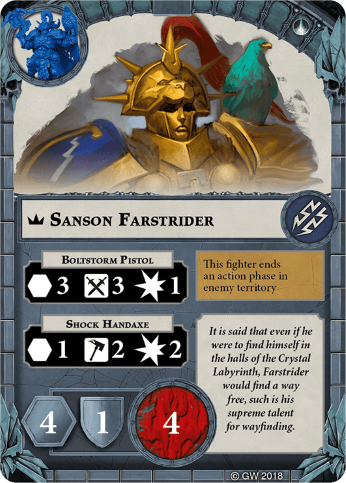 SANSON FARSTRIDER
BOLTSTORM PISTOL
3 3 1
This fighter ends
an action phase in
enemy territory
SHOCK HANDAXE
1 2 2
It is said that even if he
were to find himself in
the halls of the Crystal
Labyrinth, Farstrider
would find a way
free, such is his
supreme talent
for wayfinding.
4 1 4
© GW 2018